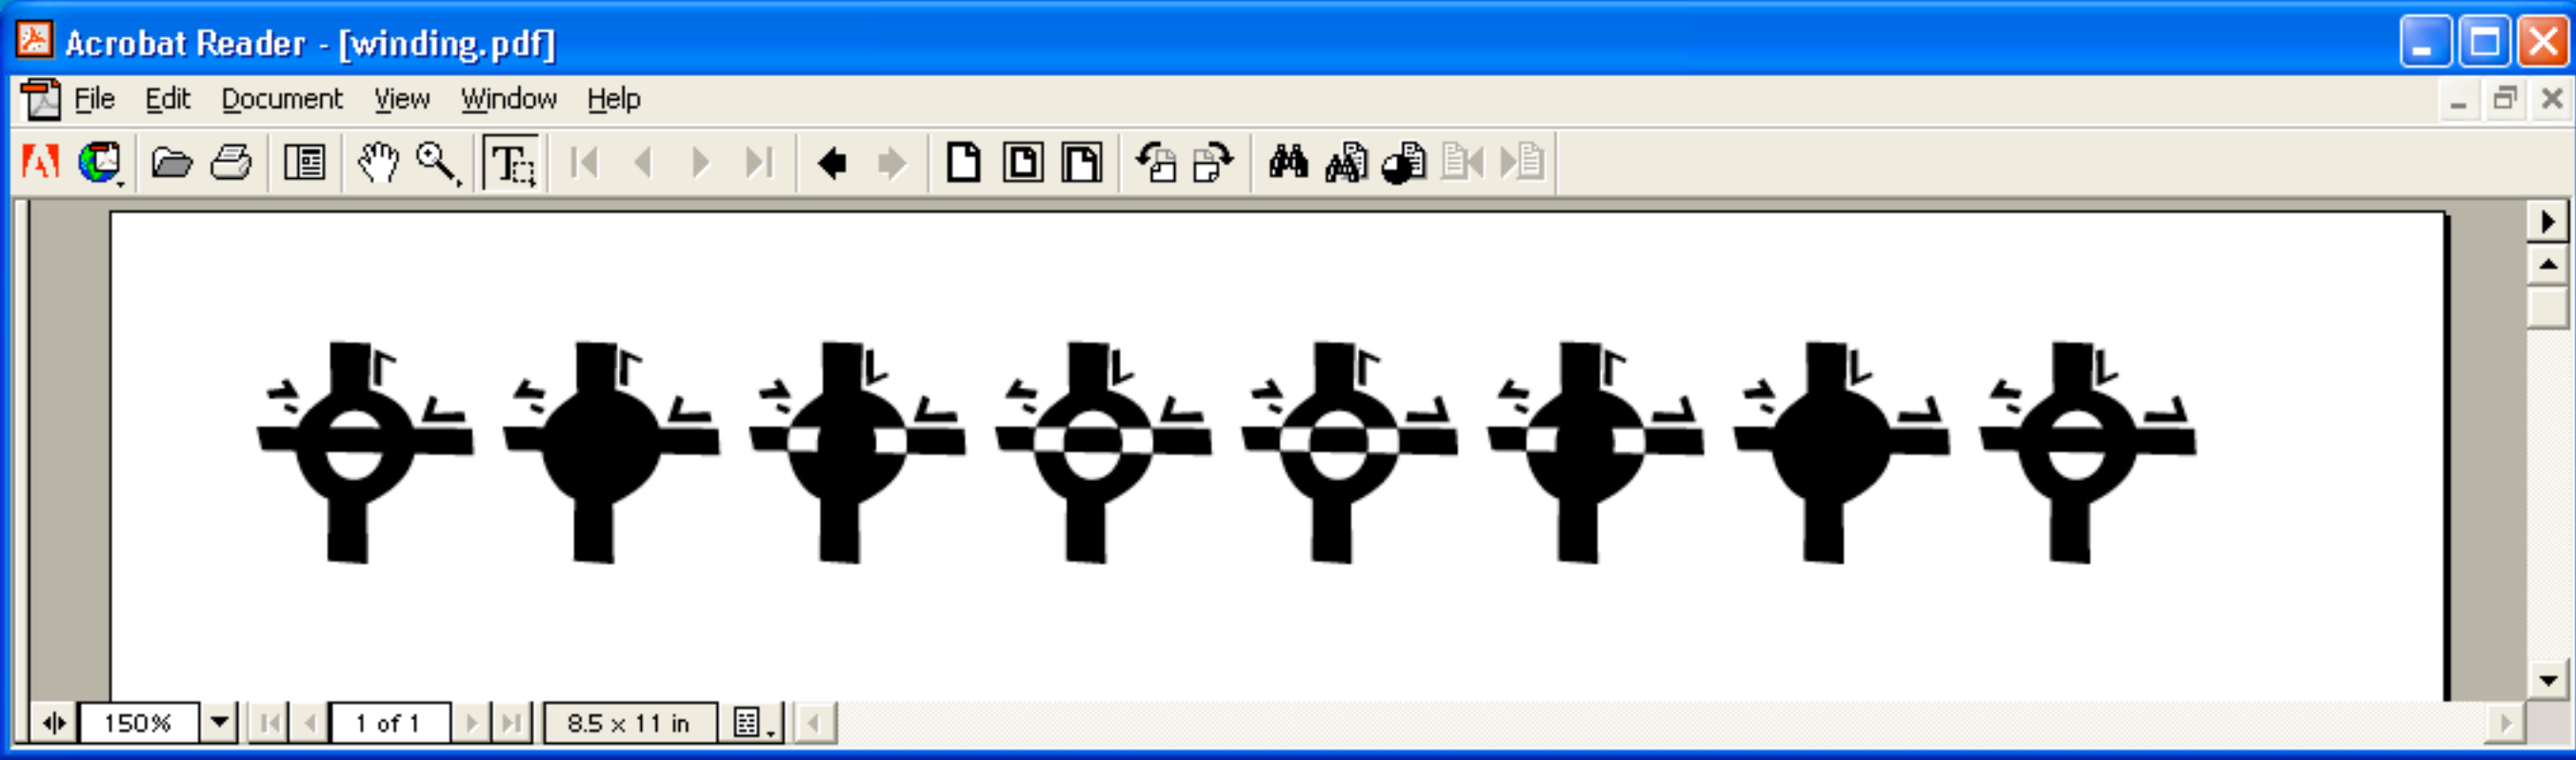 Acrobat Reader - [winding.pdf]
File Edit Document View Window Help
150% 1 of 1 8.5 x 11 in